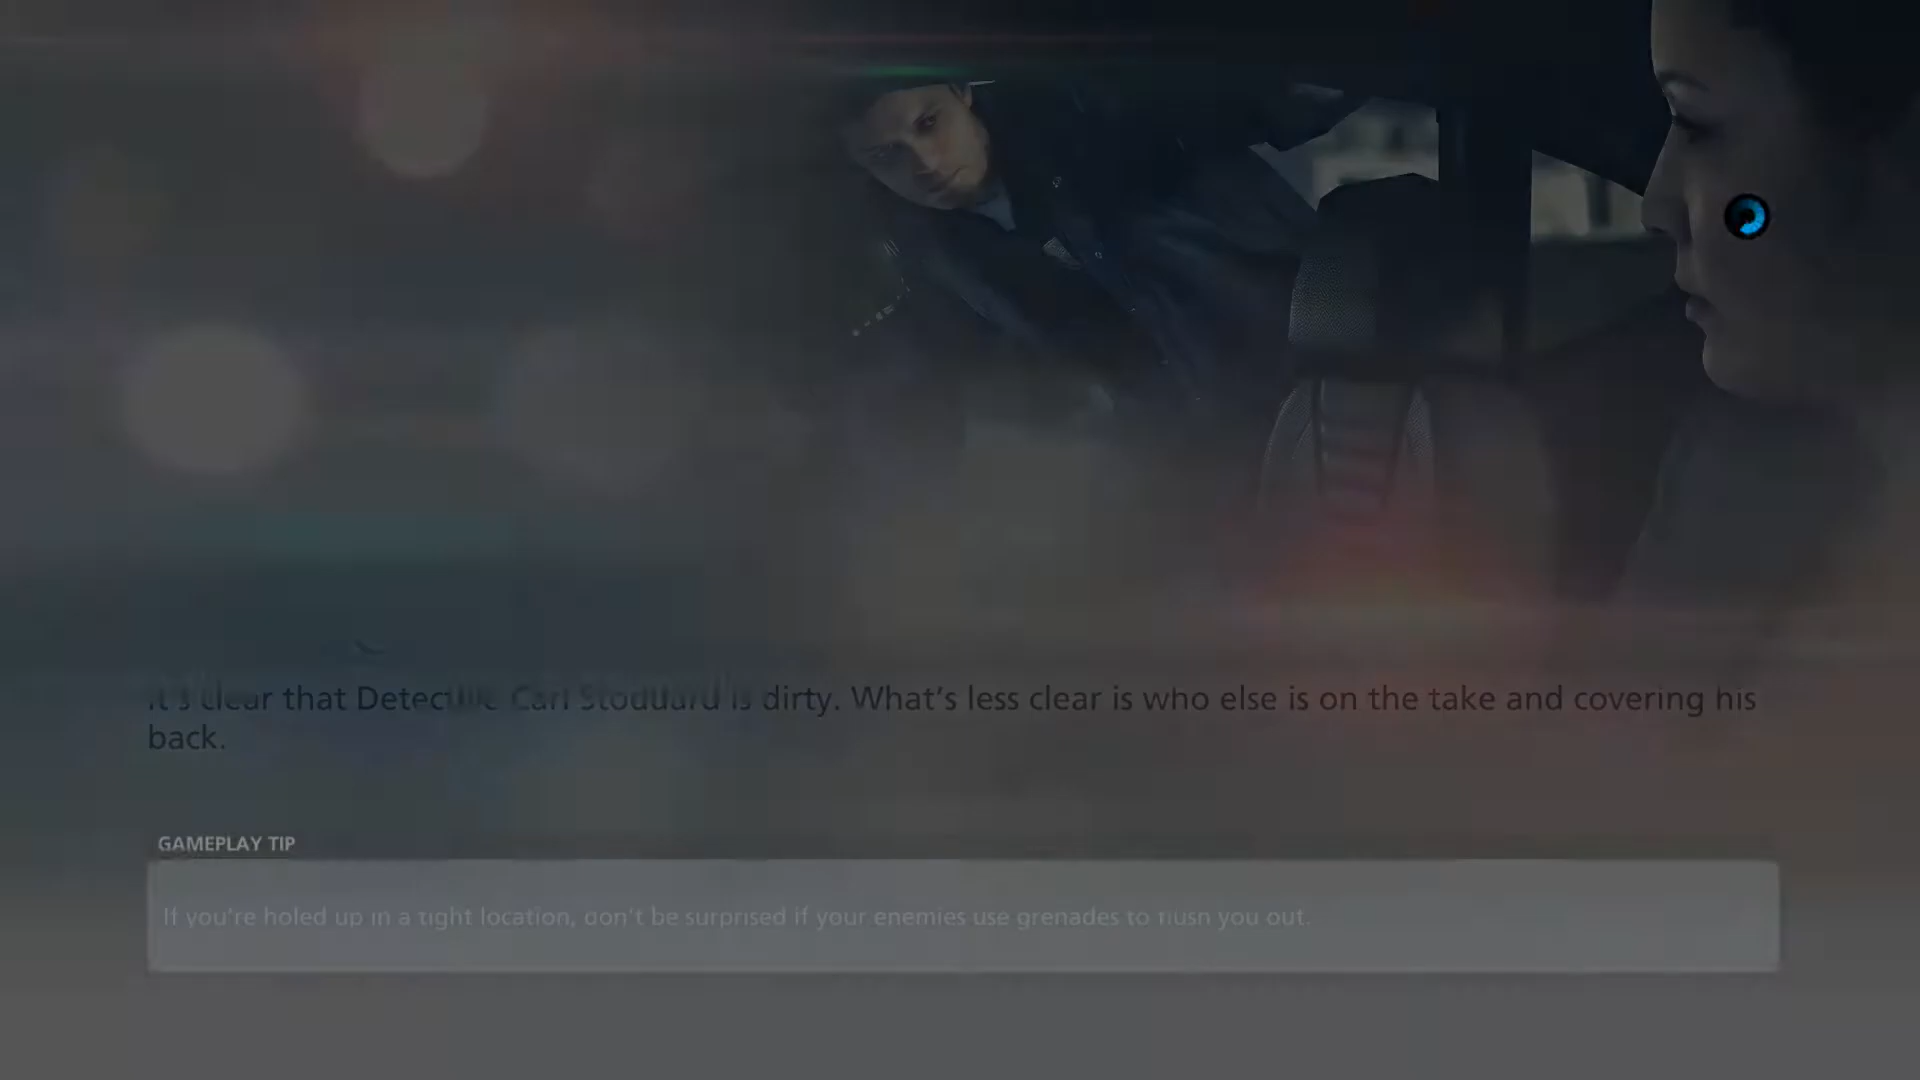 It's clear that Detective Carl Stoddard is dirty. What's less clear is who else is on the take and covering his
back.
GAMEPLAY TIP
If you're holed up in a tight location, don't be surprised if your enemies use grenades to flush you out.